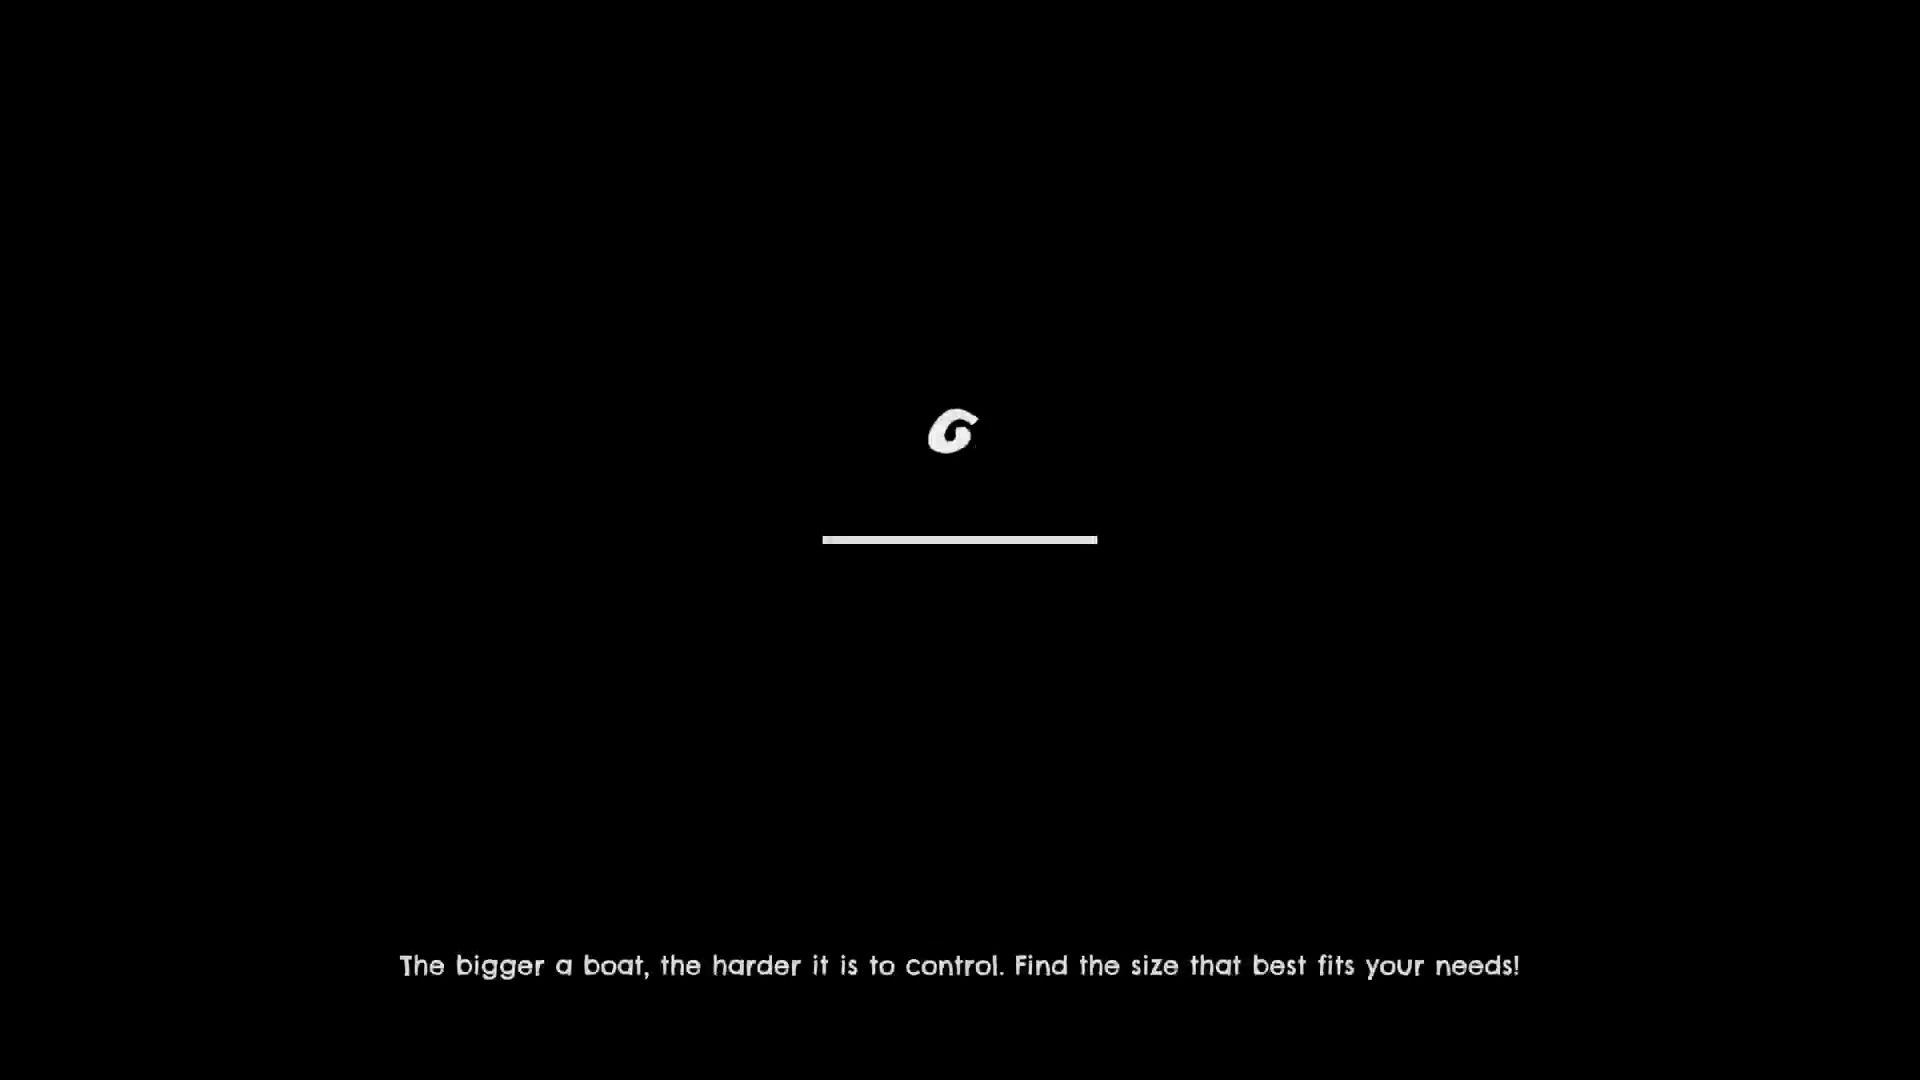 G
The bigger a boat, the harder it is to control. Find the size that best fits your needs!